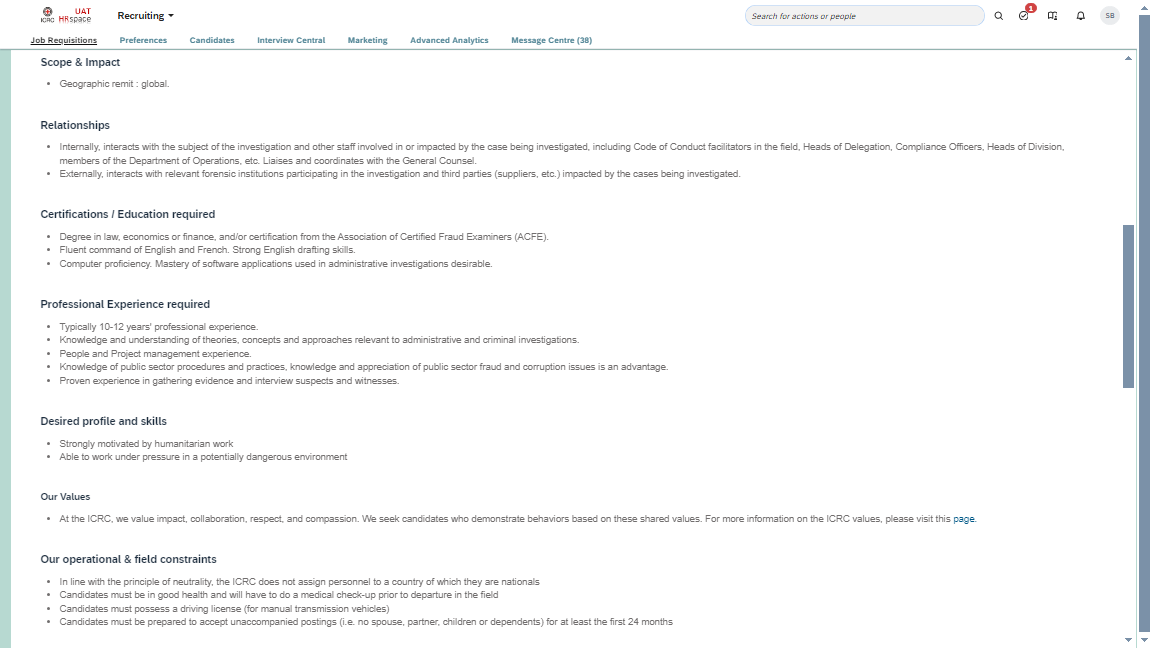 ICRC
UAT
HRspace
Recruiting
Search for actions or people
1
SB
Job Requisitions
Preferences
Candidates
Interview Central
Marketing
Advanced Analytics
Message Centre (38)
Scope & Impact
• Geographic remit : global.
Relationships
• Internally, interacts with the subject of the investigation and other staff involved in or impacted by the case being investigated, including Code of Conduct facilitators in the field, Heads of Delegation, Compliance Officers, Heads of Division,
members of the Department of Operations, etc. Liaises and coordinates with the General Counsel.
• Externally, interacts with relevant forensic institutions participating in the investigation and third parties (suppliers, etc.) impacted by the cases being investigated.
Certifications / Education required
• Degree in law, economics or finance, and/or certification from the Association of Certified Fraud Examiners (ACFE).
• Fluent command of English and French. Strong English drafting skills.
• Computer proficiency. Mastery of software applications used in administrative investigations desirable.
Professional Experience required
• Typically 10-12 years' professional experience.
• Knowledge and understanding of theories, concepts and approaches relevant to administrative and criminal investigations.
• People and Project management experience.
• Knowledge of public sector procedures and practices, knowledge and appreciation of public sector fraud and corruption issues is an advantage.
• Proven experience in gathering evidence and interview suspects and witnesses.
Desired profile and skills
• Strongly motivated by humanitarian work
• Able to work under pressure in a potentially dangerous environment
Our Values
• At the ICRC, we value impact, collaboration, respect, and compassion. We seek candidates who demonstrate behaviors based on these shared values. For more information on the ICRC values, please visit this page.
Our operational & field constraints
• In line with the principle of neutrality, the ICRC does not assign personnel to a country of which they are nationals
• Candidates must be in good health and will have to do a medical check-up prior to departure in the field
• Candidates must possess a driving license (for manual transmission vehicles)
• Candidates must be prepared to accept unaccompanied postings (i.e. no spouse, partner, children or dependents) for at least the first 24 months